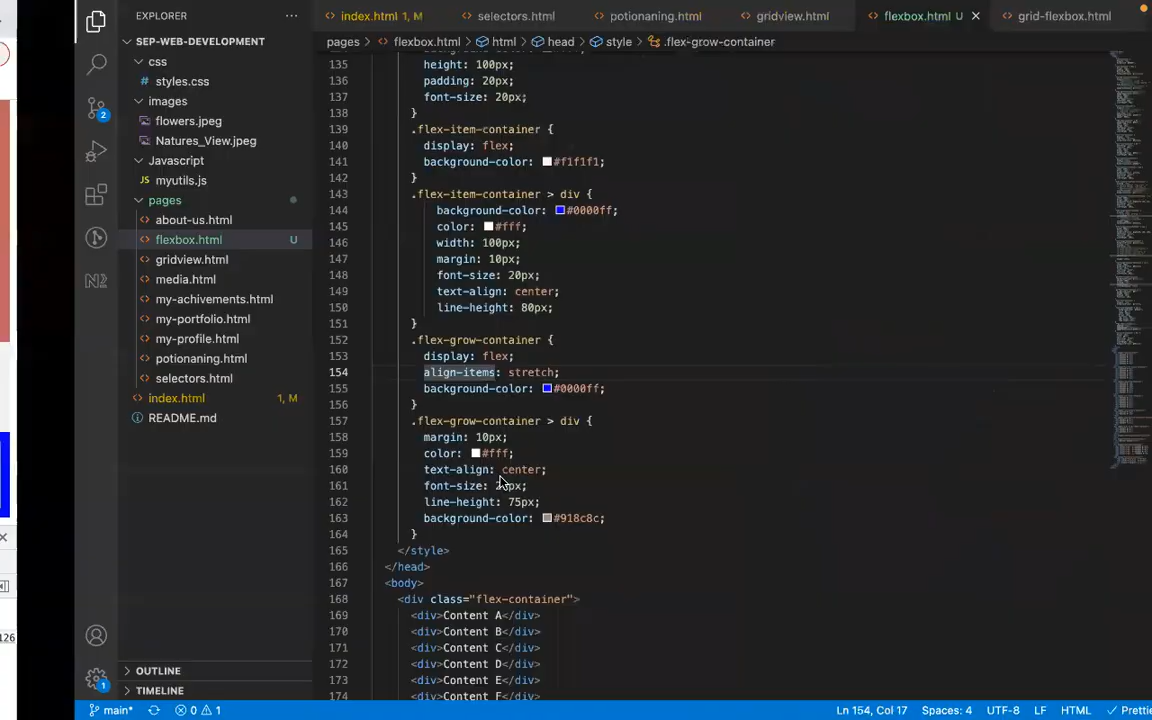 EXPLORER
index.html 1, M
selectors.html
potionaning.html
gridview.html
flexbox.html U
grid-flexbox.html
SEP-WEB-DEVELOPMENT
pages > flexbox.html > html > head > style > .flex-grow-container
css
styles.css
images
flowers.jpeg
Natures_View.jpeg
Javascript
myutils.js
pages
about-us.html
flexbox.html U
gridview.html
media.html
my-achivements.html
my-portfolio.html
my-profile.html
potionaning.html
selectors.html
index.html 1, M
README.md
135 height: 100px;
136 padding: 20px;
137 font-size: 20px;
138 }
139 .flex-item-container {
140 display: flex;
141 background-color: #f1f1f1;
142 }
143 .flex-item-container > div {
144 background-color: #0000ff;
145 color: #fff;
146 width: 100px;
147 margin: 10px;
148 font-size: 20px;
149 text-align: center;
150 line-height: 80px;
151 }
152 .flex-grow-container {
153 display: flex;
154 align-items: stretch;
155 background-color: #0000ff;
156 }
157 .flex-grow-container > div {
158 margin: 10px;
159 color: #fff;
160 text-align: center;
161 font-size:
162 line-height: 75px;
163 background-color: #918c8c;
164 }
165 </style>
166 </head>
167 <body>
168 <div class="flex-container">
169 <div>Content A</div>
170 <div>Content B</div>
171 <div>Content C</div>
172 <div>Content D</div>
173 <div>Content E</div>
174 <div>Content F</div>
126
OUTLINE
TIMELINE
2
1
main* 0 1
Ln 154, Col 17 Spaces: 4 UTF-8 LF HTML